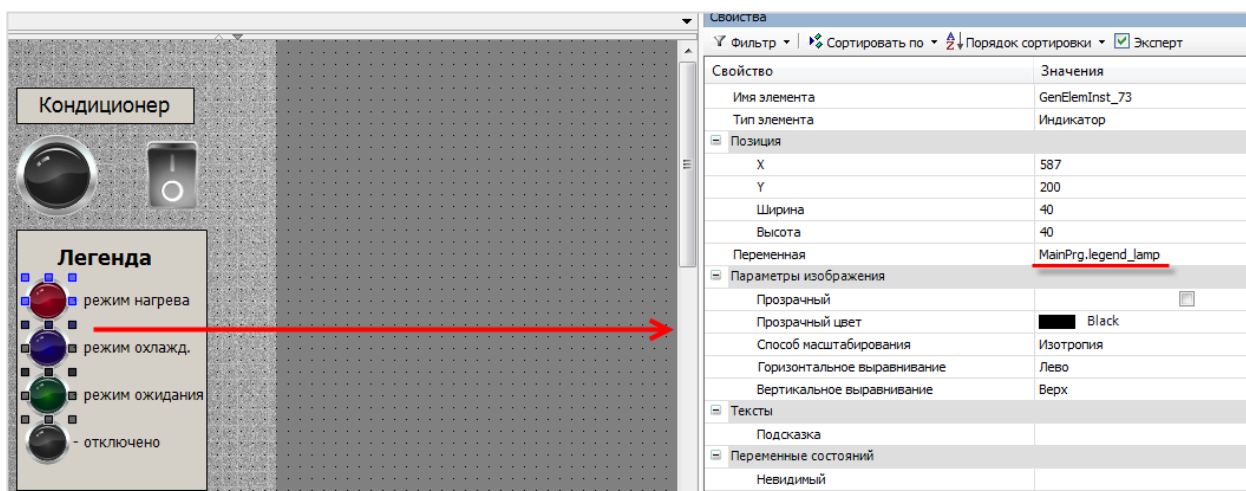 Свойства
Фильтр Сортировать по Порядок сортировки Эксперт
Свойство Значения
Имя элемента GenElemInst_73
Тип элемента Индикатор
Позиция
X 587
Y 200
Ширина 40
Высота 40
Переменная MainPrg.legend_lamp
Параметры изображения
Прозрачный
Прозрачный цвет Black
Способ масштабирования Изотропия
Горизонтальное выравнивание Лево
Вертикальное выравнивание Верх
Тексты
Подсказка
Переменные состояний
Невидимый
Кондиционер
Легенда
режим нагрева
режим охлажд.
режим ожидания
- отключено